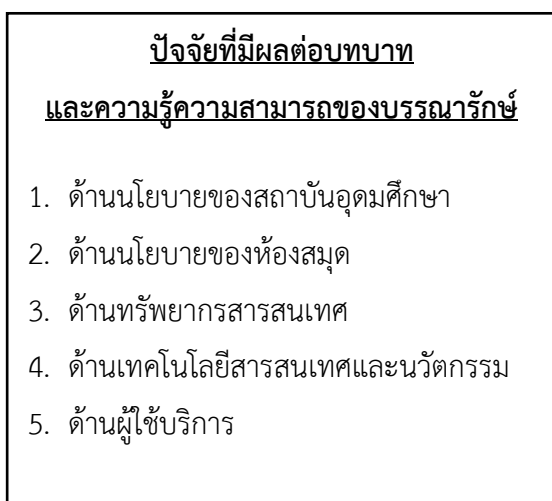 ปัจจัยที่มีผลต่อบทบาท
และความรู้ความสามารถของบรรณารักษ์
1. ด้านนโยบายของสถาบันอุดมศึกษา
2. ด้านนโยบายของห้องสมุด
3. ด้านทรัพยากรสารสนเทศ
4. ด้านเทคโนโลยีสารสนเทศและนวัตกรรม
5. ด้านผู้ใช้บริการ